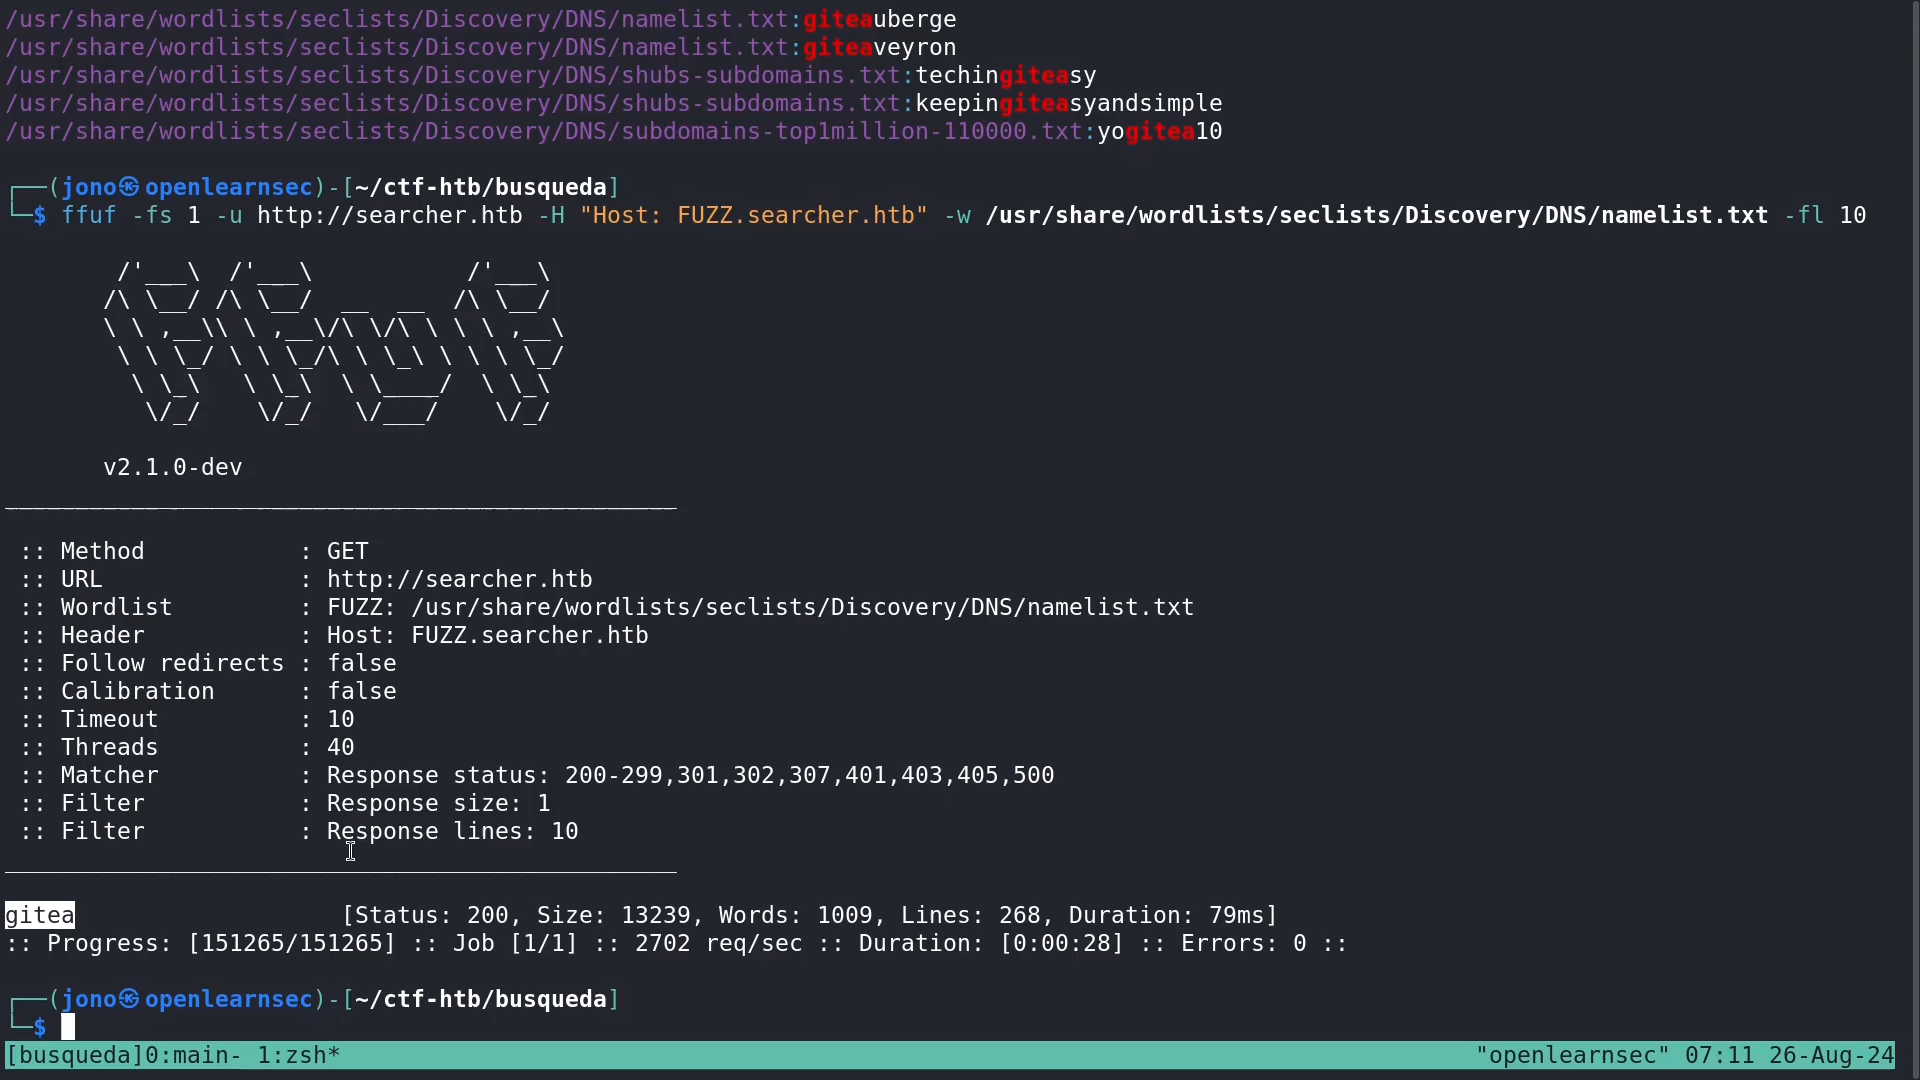 /usr/share/wordlists/seclists/Discovery/DNS/namelist.txt:giteauberge
/usr/share/wordlists/seclists/Discovery/DNS/namelist.txt:giteaveyron
/usr/share/wordlists/seclists/Discovery/DNS/shubs-subdomains.txt:techingiteasy
/usr/share/wordlists/seclists/Discovery/DNS/shubs-subdomains.txt:keepingiteasyandsimple
/usr/share/wordlists/seclists/Discovery/DNS/subdomains-top1million-110000.txt:yogitea10
┌──(jono㉿openlearnsec)-[~/ctf-htb/busqueda]
└─$ ffuf -fs 1 -u http://searcher.htb -H "Host: FUZZ.searcher.htb" -w /usr/share/wordlists/seclists/Discovery/DNS/namelist.txt -fl 10
        /'___\  /'___\           /'___\
       /\ \__/ /\ \__/  __  __  /\ \__/
       \ \ ,__\\ \ ,__\/\ \/\ \ \ \ ,__\
        \ \ \_/ \ \ \_/\ \ \_\ \ \ \ \_/
         \ \_\   \ \_\  \ \____/  \ \_\
          \/_/    \/_/   \/___/    \/_/
v2.1.0-dev
________________________________________________
:: Method           : GET
:: URL              : http://searcher.htb
:: Wordlist         : FUZZ: /usr/share/wordlists/seclists/Discovery/DNS/namelist.txt
:: Header           : Host: FUZZ.searcher.htb
:: Follow redirects : false
:: Calibration      : false
:: Timeout          : 10
:: Threads          : 40
:: Matcher          : Response status: 200-299,301,302,307,401,403,405,500
:: Filter           : Response size: 1
:: Filter           : Response lines: 10
________________________________________________
gitea                   [Status: 200, Size: 13239, Words: 1009, Lines: 268, Duration: 79ms]
:: Progress: [151265/151265] :: Job [1/1] :: 2702 req/sec :: Duration: [0:00:28] :: Errors: 0 ::
┌──(jono㉿openlearnsec)-[~/ctf-htb/busqueda]
└─$
[busqueda]0:main- 1:zsh* "openlearnsec" 07:11 26-Aug-24